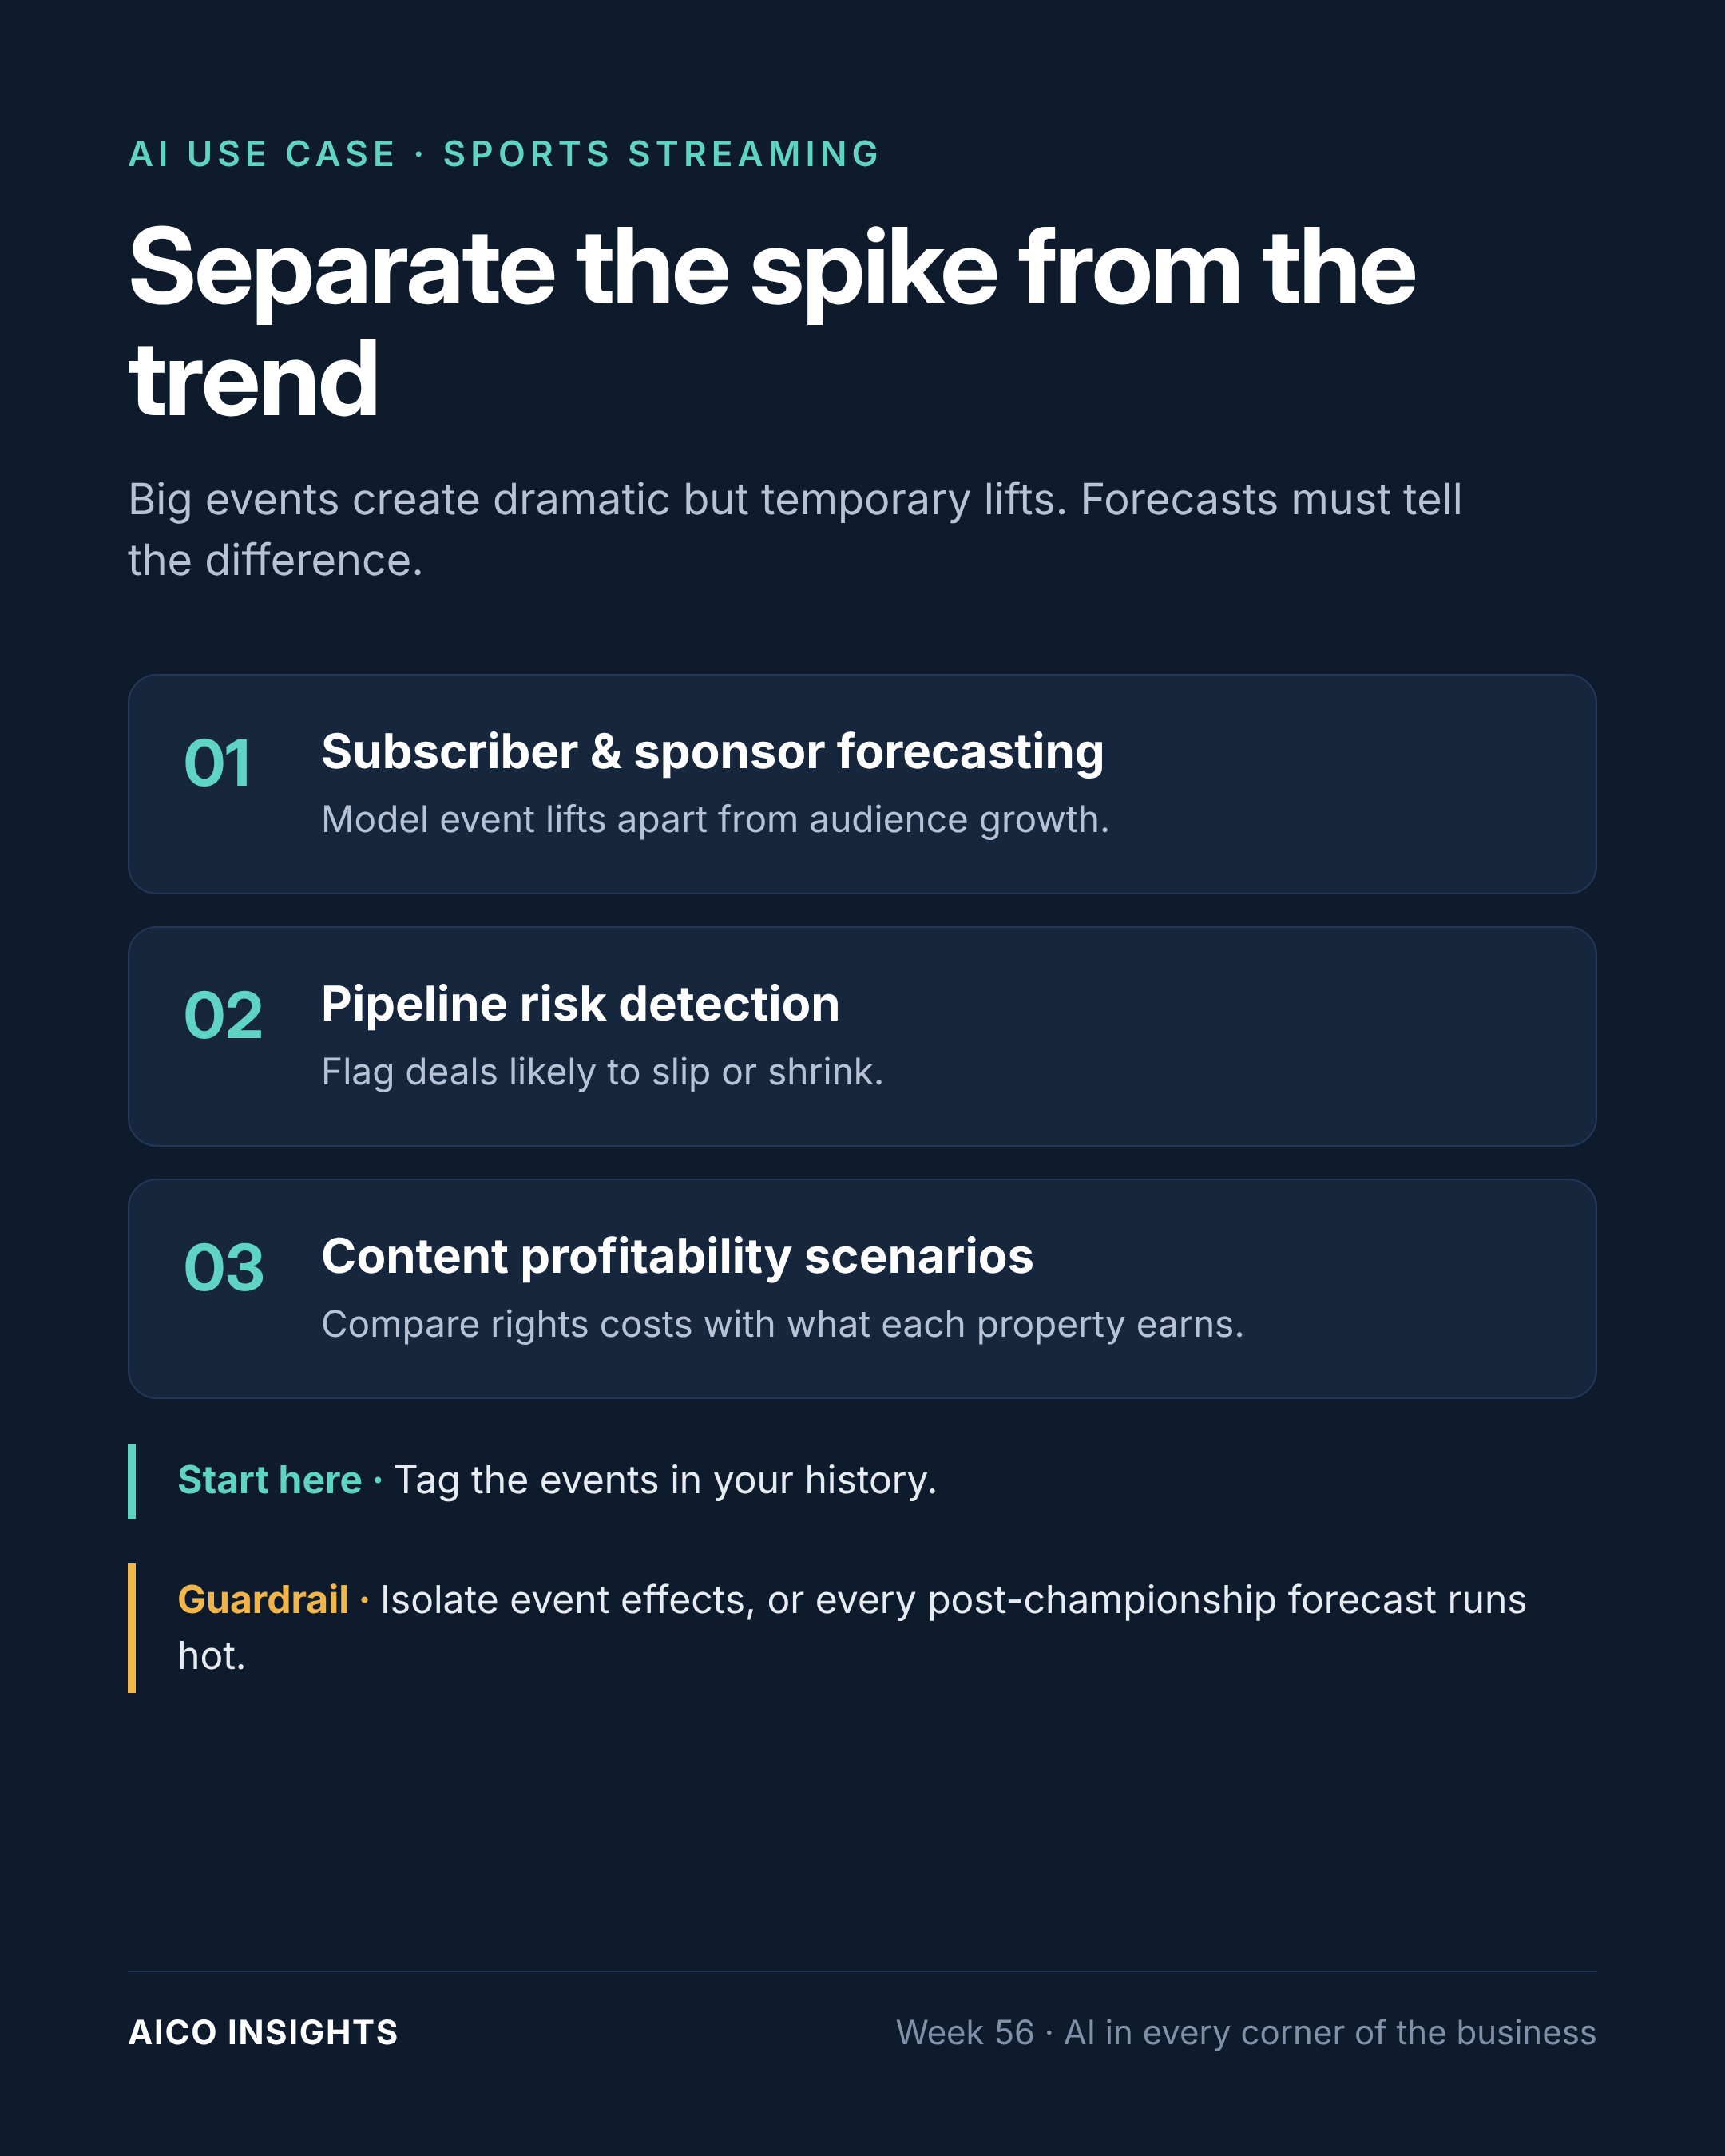 AI USE CASE · SPORTS STREAMING
Separate the spike from the
trend
Big events create dramatic but temporary lifts. Forecasts must tell
the difference.
01
Subscriber & sponsor forecasting
Model event lifts apart from audience growth.
02
Pipeline risk detection
Flag deals likely to slip or shrink.
03
Content profitability scenarios
Compare rights costs with what each property earns.
Start here · Tag the events in your history.
Guardrail · Isolate event effects, or every post-championship forecast runs
hot.
AICO INSIGHTS
Week 56 · AI in every corner of the business